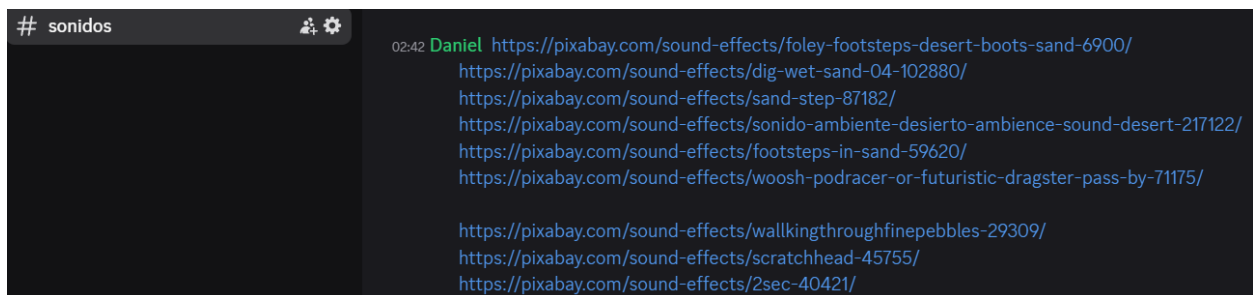 # sonidos
02:42 Daniel https://pixabay.com/sound-effects/foley-footsteps-desert-boots-sand-6900/
https://pixabay.com/sound-effects/dig-wet-sand-04-102880/
https://pixabay.com/sound-effects/sand-step-87182/
https://pixabay.com/sound-effects/sonido-ambiente-desierto-ambience-sound-desert-217122/
https://pixabay.com/sound-effects/footsteps-in-sand-59620/
https://pixabay.com/sound-effects/woosh-podracer-or-futuristic-dragster-pass-by-71175/
https://pixabay.com/sound-effects/wallkingthroughfinepebbles-29309/
https://pixabay.com/sound-effects/scratchhead-45755/
https://pixabay.com/sound-effects/2sec-40421/